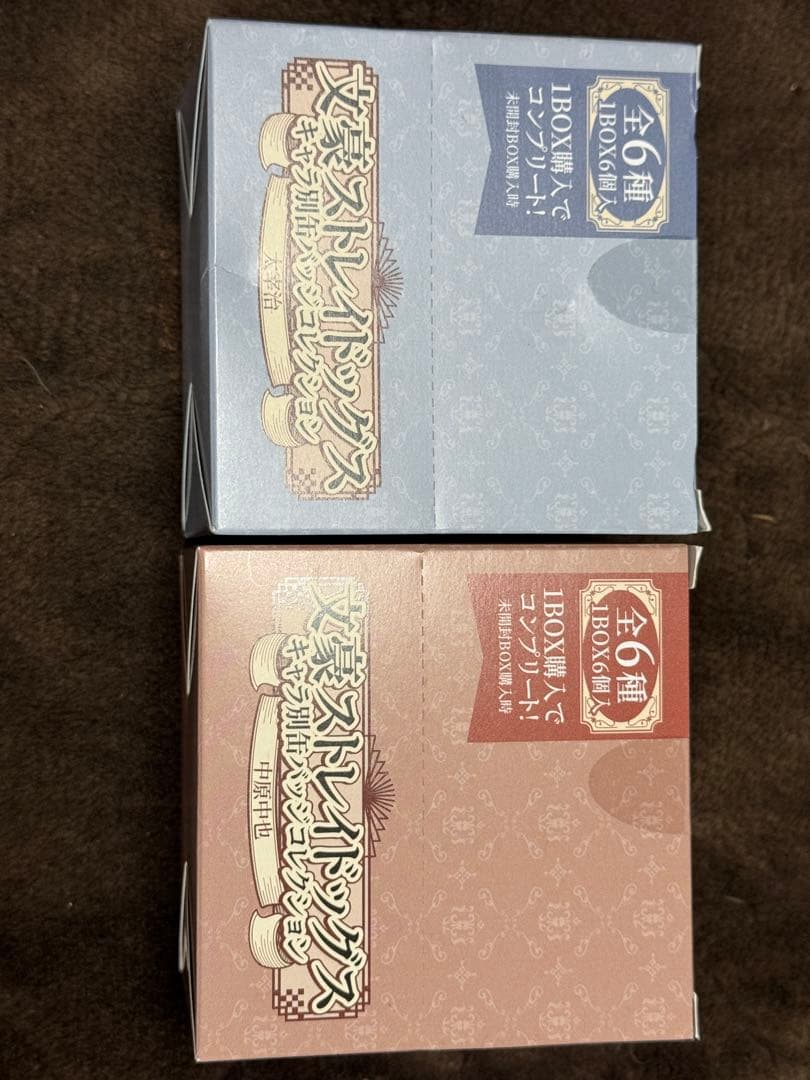 全6種
1BOX6個入
1BOX購入で
コンプリート!
未開封BOX購入時
文豪ストレイドッグス
キャラ別缶バッジコレクション
太宰治
全6種
1BOX6個入
1BOX購入で
コンプリート!
未開封BOX購入時
文豪ストレイドッグス
キャラ別缶バッジコレクション
中原中也